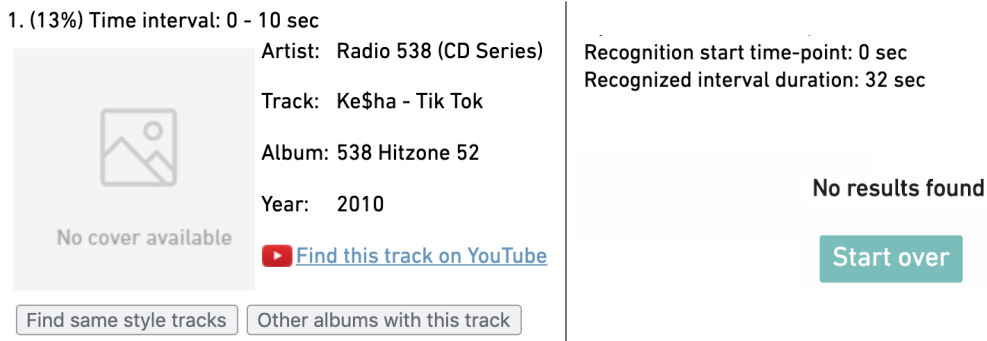 1. (13%) Time interval: 0 - 10 sec
Artist: Radio 538 (CD Series)
Track: Ke$ha - Tik Tok
Album: 538 Hitzone 52
Year: 2010
No cover available
Find this track on YouTube
Find same style tracks
Other albums with this track
Recognition start time-point: 0 sec
Recognized interval duration: 32 sec
No results found
Start over